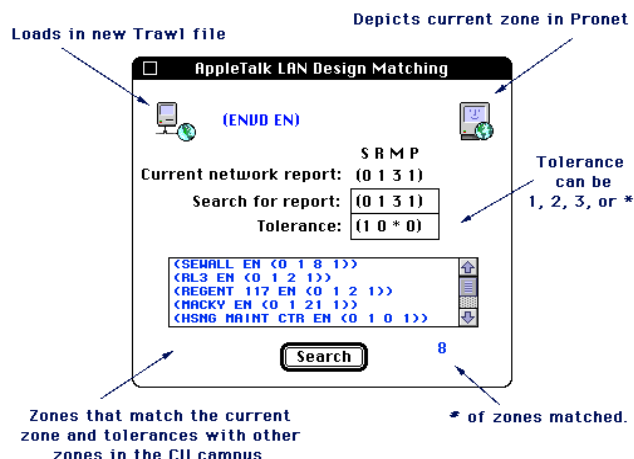 Depicts current zone in Pronet
Loads in new Trawl file
AppleTalk LAN Design Matching
(ENVD EN)
S R M P
Current network report: (0 1 3 1)
Search for report: (0 1 3 1)
Tolerance: (1 0 * 0)
Tolerance
can be
1, 2, 3, or *
(SEWALL EN (0 1 8 1))
(RL3 EN (0 1 2 1))
(REGENT 117 EN (0 1 2 1))
(MACKY EN (0 1 21 1))
(HSNG MAINT CTR EN (0 1 0 1))
Search
8
Zones that match the current
zone and tolerances with other
zones in the CU campus
# of zones matched.